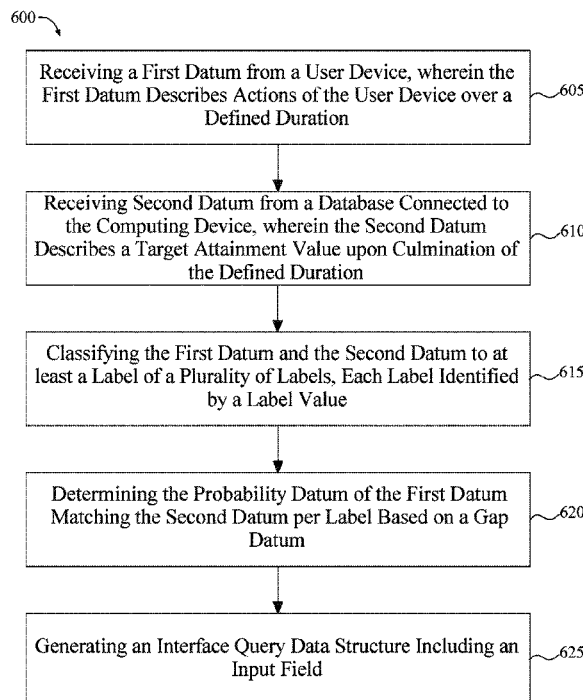 600
Receiving a First Datum from a User Device, wherein the
First Datum Describes Actions of the User Device over a
Defined Duration
605
Receiving Second Datum from a Database Connected to
the Computing Device, wherein the Second Datum
Describes a Target Attainment Value upon Culmination of
the Defined Duration
610
Classifying the First Datum and the Second Datum to at
least a Label of a Plurality of Labels, Each Label Identified
by a Label Value
615
Determining the Probability Datum of the First Datum
Matching the Second Datum per Label Based on a Gap
Datum
620
Generating an Interface Query Data Structure Including an
Input Field
625